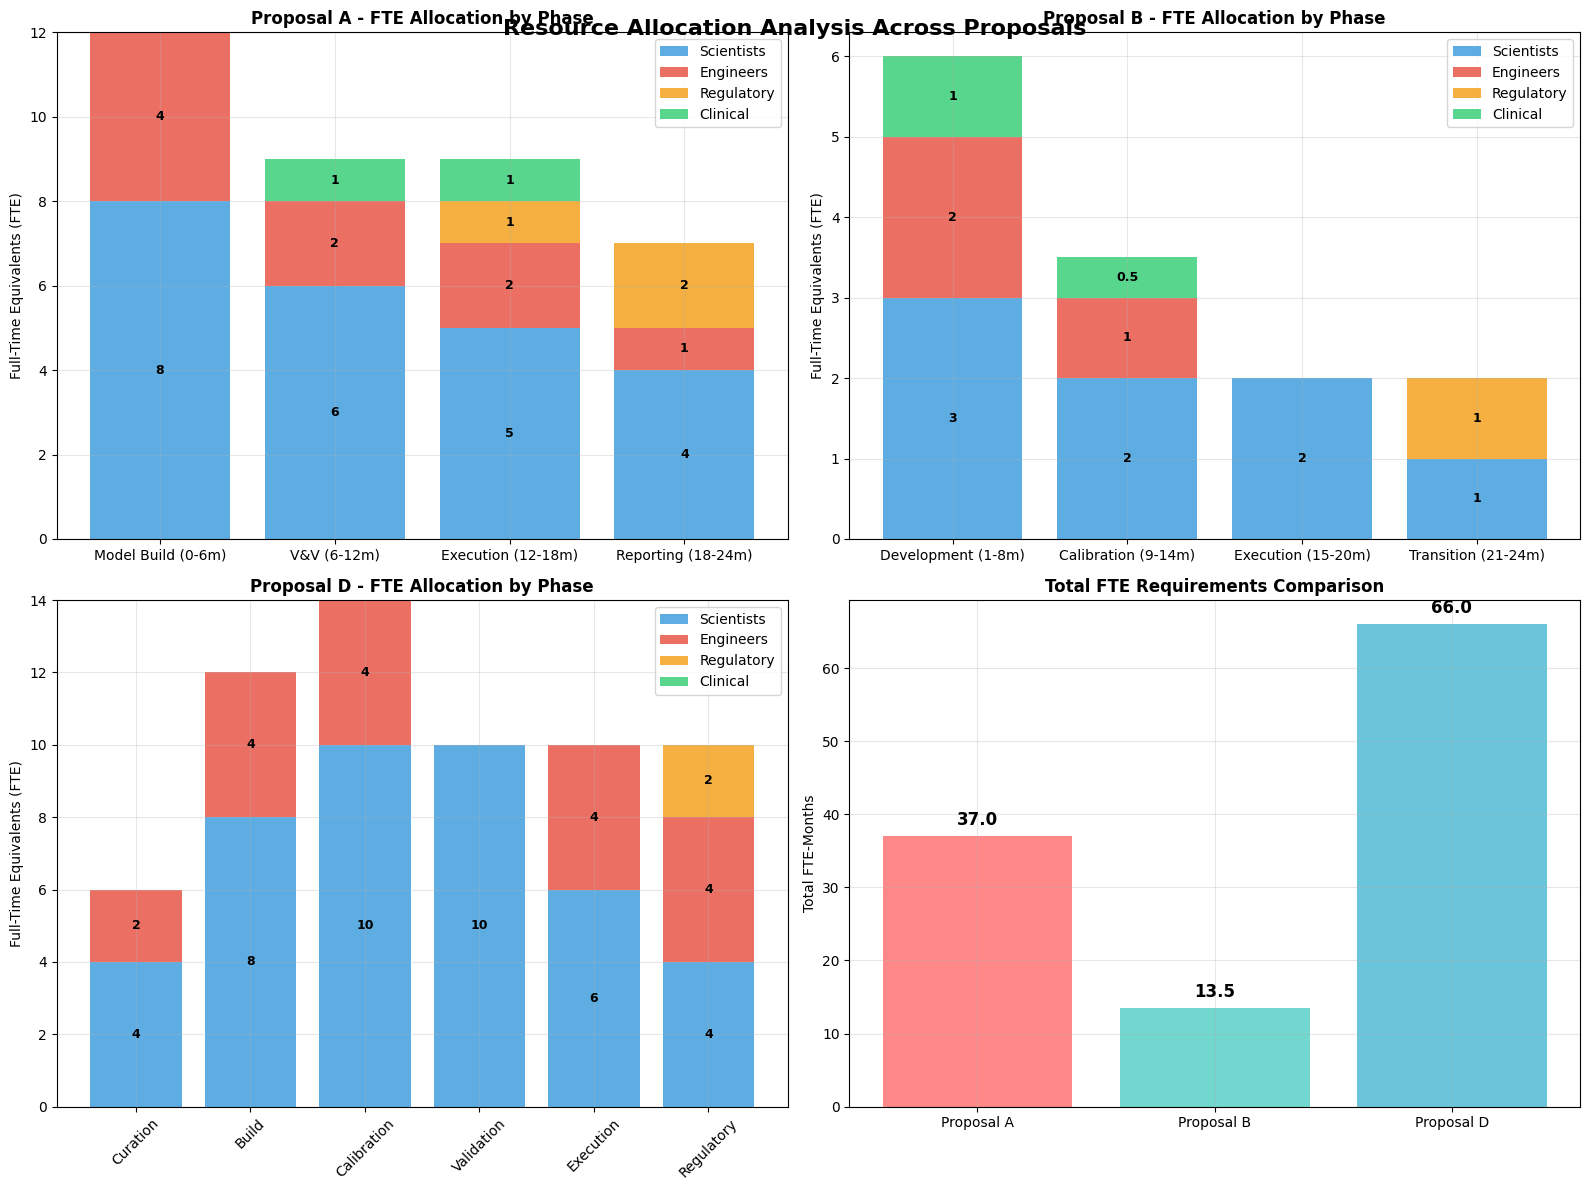 Resource Allocation Analysis Across Proposals
Proposal A - FTE Allocation by Phase
Full-Time Equivalents (FTE)
12
10
8
6
4
2
0
Scientists
Engineers
Regulatory
Clinical
4
8
1
2
6
1
1
2
5
2
1
4
Model Build (0-6m)
V&V (6-12m)
Execution (12-18m)
Reporting (18-24m)
Proposal B - FTE Allocation by Phase
Full-Time Equivalents (FTE)
6
5
4
3
2
1
0
Scientists
Engineers
Regulatory
Clinical
1
2
3
0.5
1
2
2
1
1
Development (1-8m)
Calibration (9-14m)
Execution (15-20m)
Transition (21-24m)
Proposal D - FTE Allocation by Phase
Full-Time Equivalents (FTE)
14
12
10
8
6
4
2
0
Scientists
Engineers
Regulatory
Clinical
2
4
4
8
4
10
10
4
6
2
4
4
Curation
Build
Calibration
Validation
Execution
Regulatory
Total FTE Requirements Comparison
Total FTE-Months
60
50
40
30
20
10
0
37.0
13.5
66.0
Proposal A
Proposal B
Proposal D